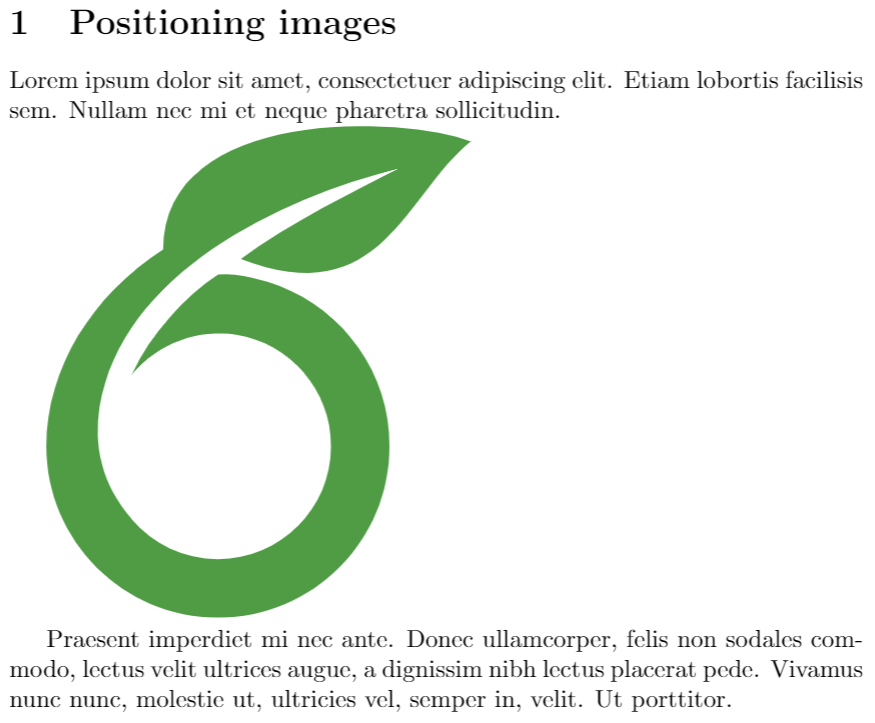 1 Positioning images
Lorem ipsum dolor sit amet, consectetuer adipiscing elit. Etiam lobortis facilisis
sem. Nullam nec mi et neque pharetra sollicitudin.
Praesent imperdiet mi nec ante. Donec ullamcorper, felis non sodales com-
modo, lectus velit ultrices augue, a dignissim nibh lectus placerat pede. Vivamus
nunc nunc, molestie ut, ultricies vel, semper in, velit. Ut porttitor.